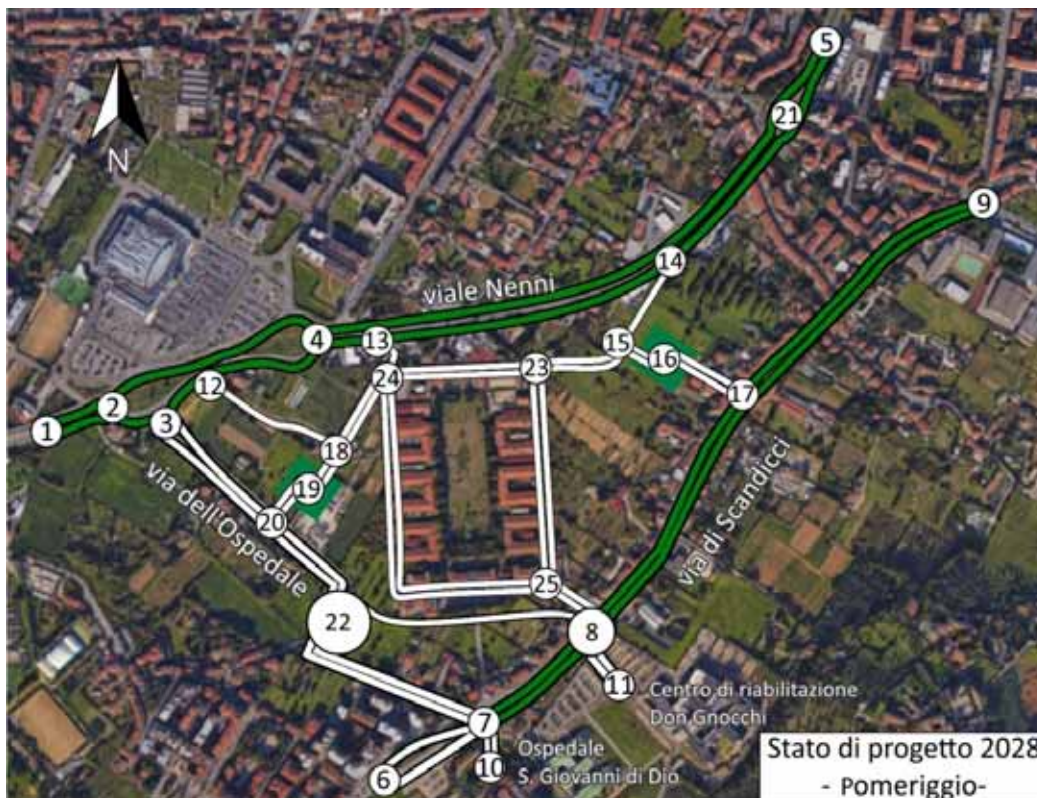 5
21
9
N
14
viale Nenni
4
13
15
16
24
23
17
12
2
3
1
18
via dell'Ospedale
19
20
via di Scandicci
25
22
8
11
Centro di riabilitazione
Don Gnocchi
7
10
Ospedale
S. Giovanni di Dio
6
Stato di progetto 2028
- Pomeriggio-